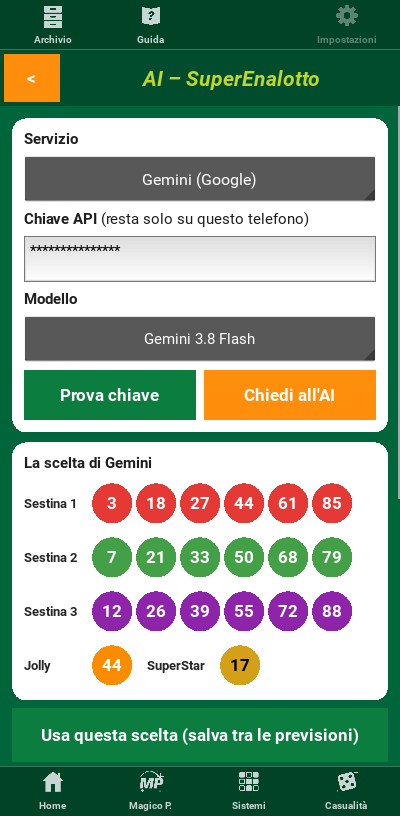 Archivio Guida Impostazioni
< AI – SuperEnalotto
Servizio
Gemini (Google)
Chiave API (resta solo su questo telefono)
***************
Modello
Gemini 3.8 Flash
Prova chiave Chiedi all'AI
La scelta di Gemini
Sestina 1 3 18 27 44 61 85
Sestina 2 7 21 33 50 68 79
Sestina 3 12 26 39 55 72 88
Jolly 44 SuperStar 17
Usa questa scelta (salva tra le previsioni)
MP
Home Magico P. Sistemi Casualità